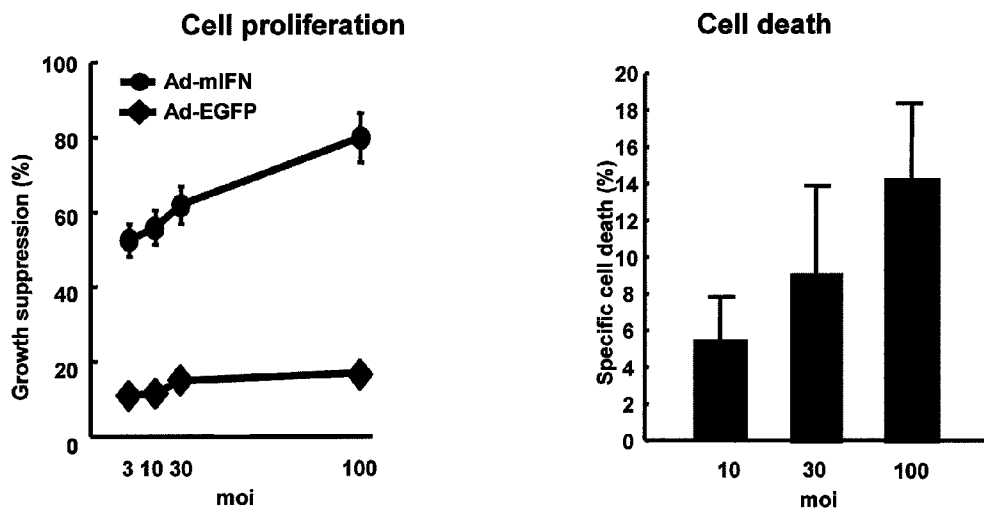 Cell proliferation
Growth suppression (%)
100
80
60
40
20
0
Ad-mIFN
Ad-EGFP
3 10 30 100
moi
Cell death
Specific cell death (%)
20
18
16
14
12
10
8
6
4
2
0
10 30 100
moi